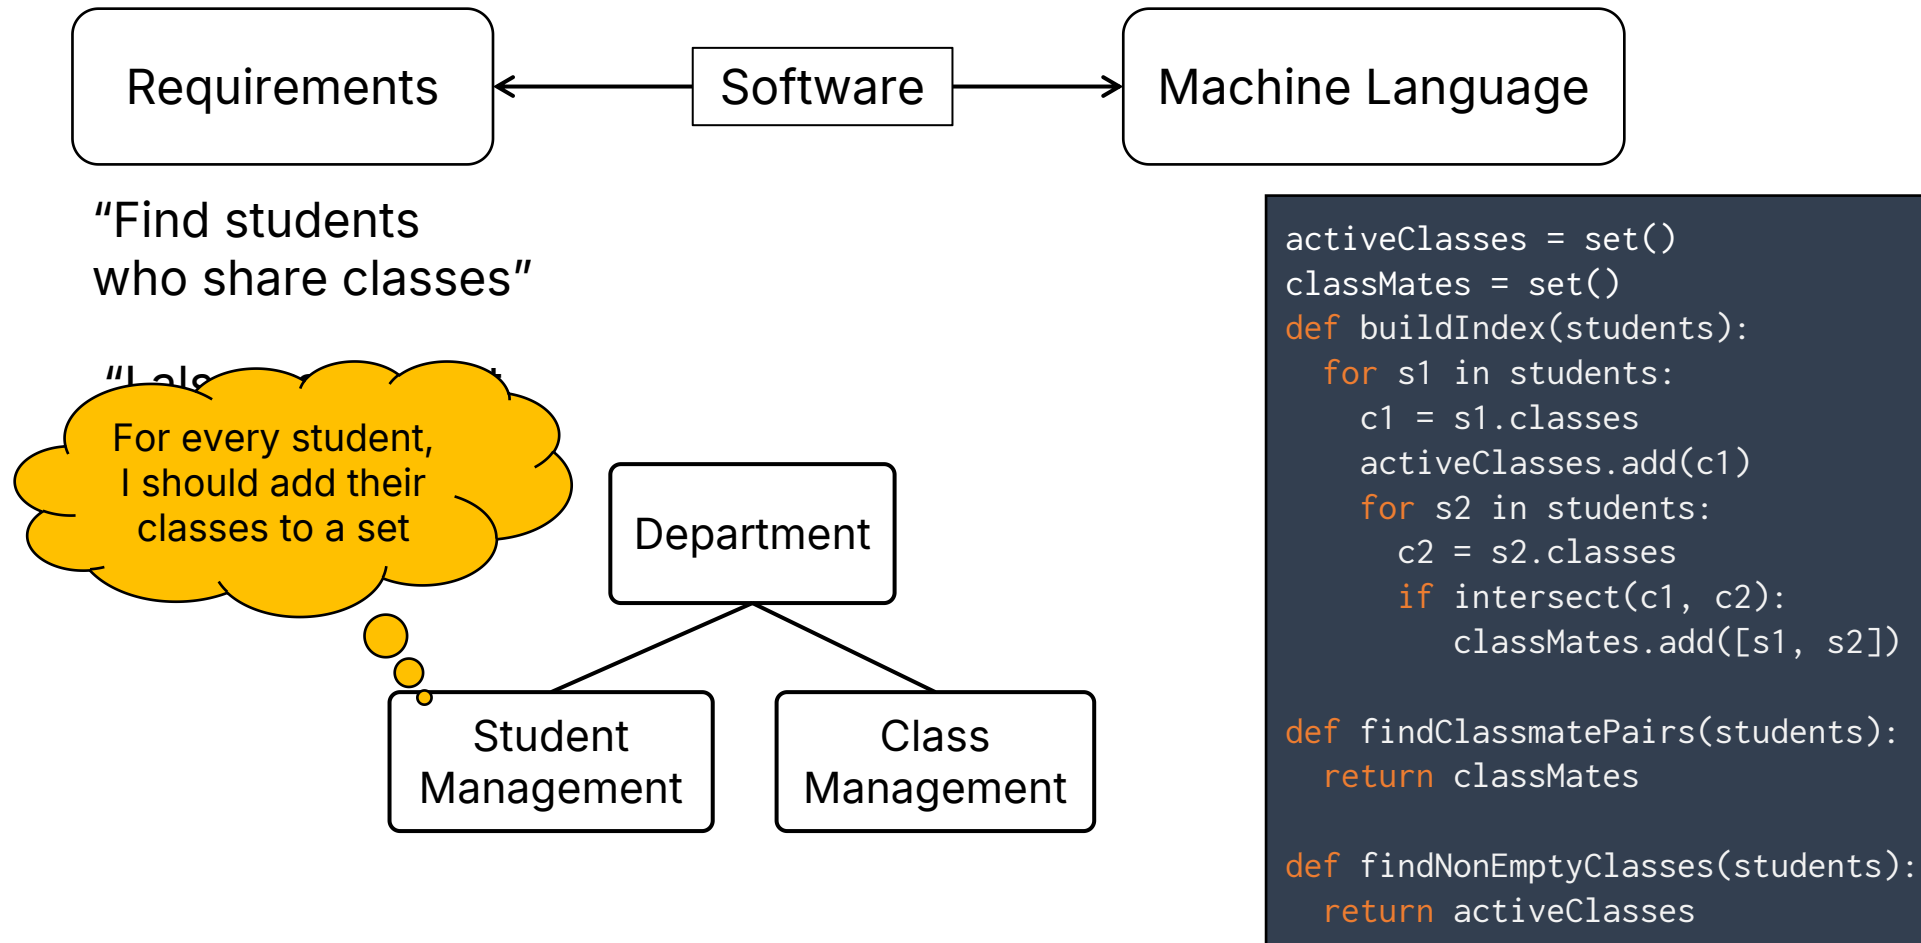 Requirements
Software
Machine Language
“Find students
who share classes”
“I
For every student,
I should add their
classes to a set
Department
Student
Management
Class
Management
activeClasses = set()
classMates = set()
def buildIndex(students):
  for s1 in students:
    c1 = s1.classes
    activeClasses.add(c1)
    for s2 in students:
      c2 = s2.classes
      if intersect(c1, c2):
         classMates.add([s1, s2])
def findClassmatePairs(students):
  return classMates
def findNonEmptyClasses(students):
  return activeClasses